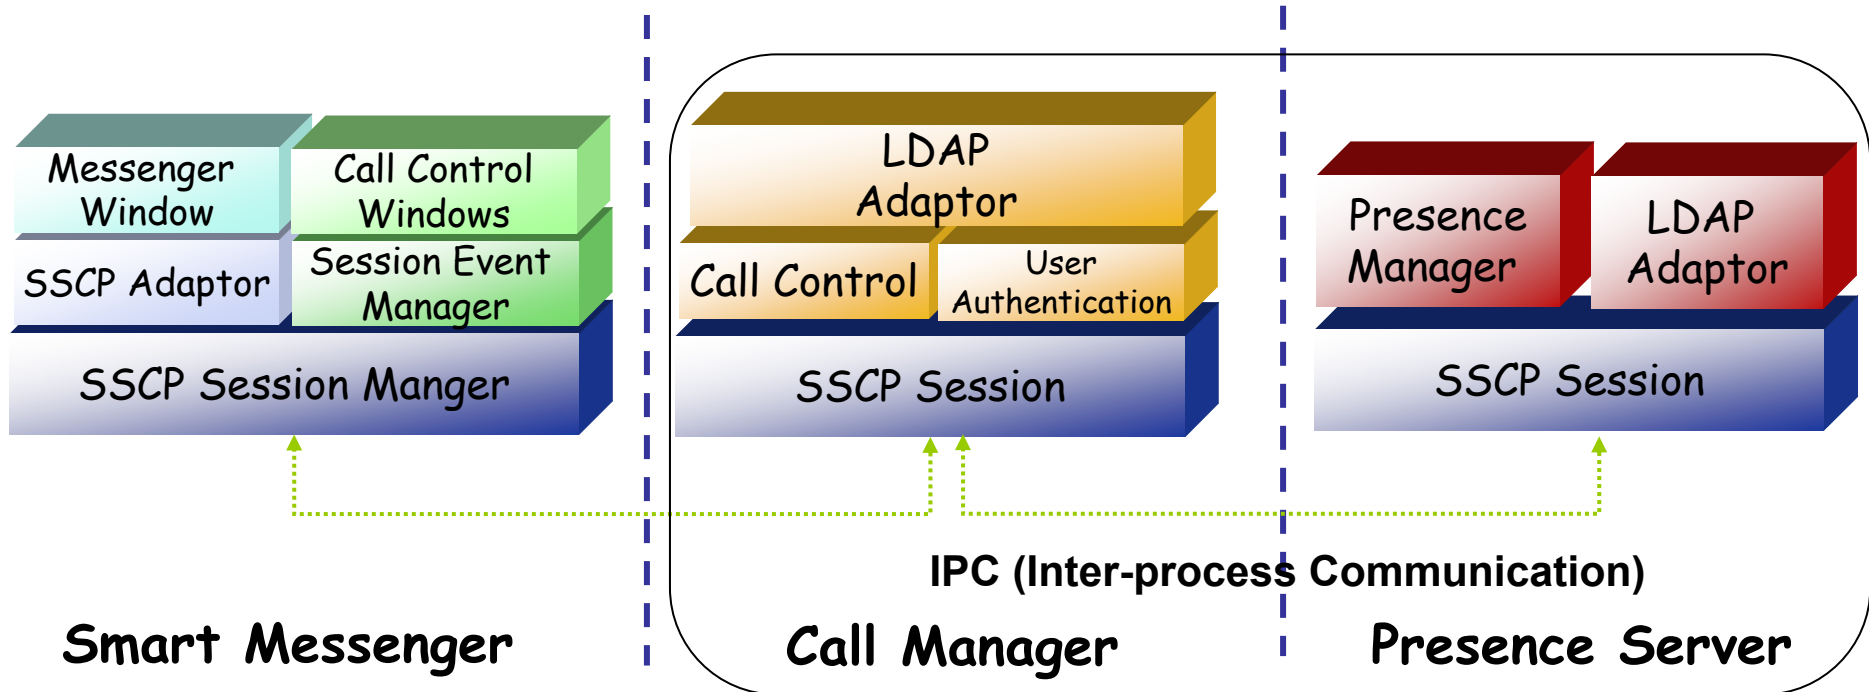 Messenger
Window
Call Control
Windows
SSCP Adaptor
Session Event
Manager
SSCP Session Manger
LDAP
Adaptor
Call Control
User
Authentication
SSCP Session
Presence
Manager
LDAP
Adaptor
SSCP Session
IPC (Inter-process Communication)
Smart Messenger
Call Manager
Presence Server